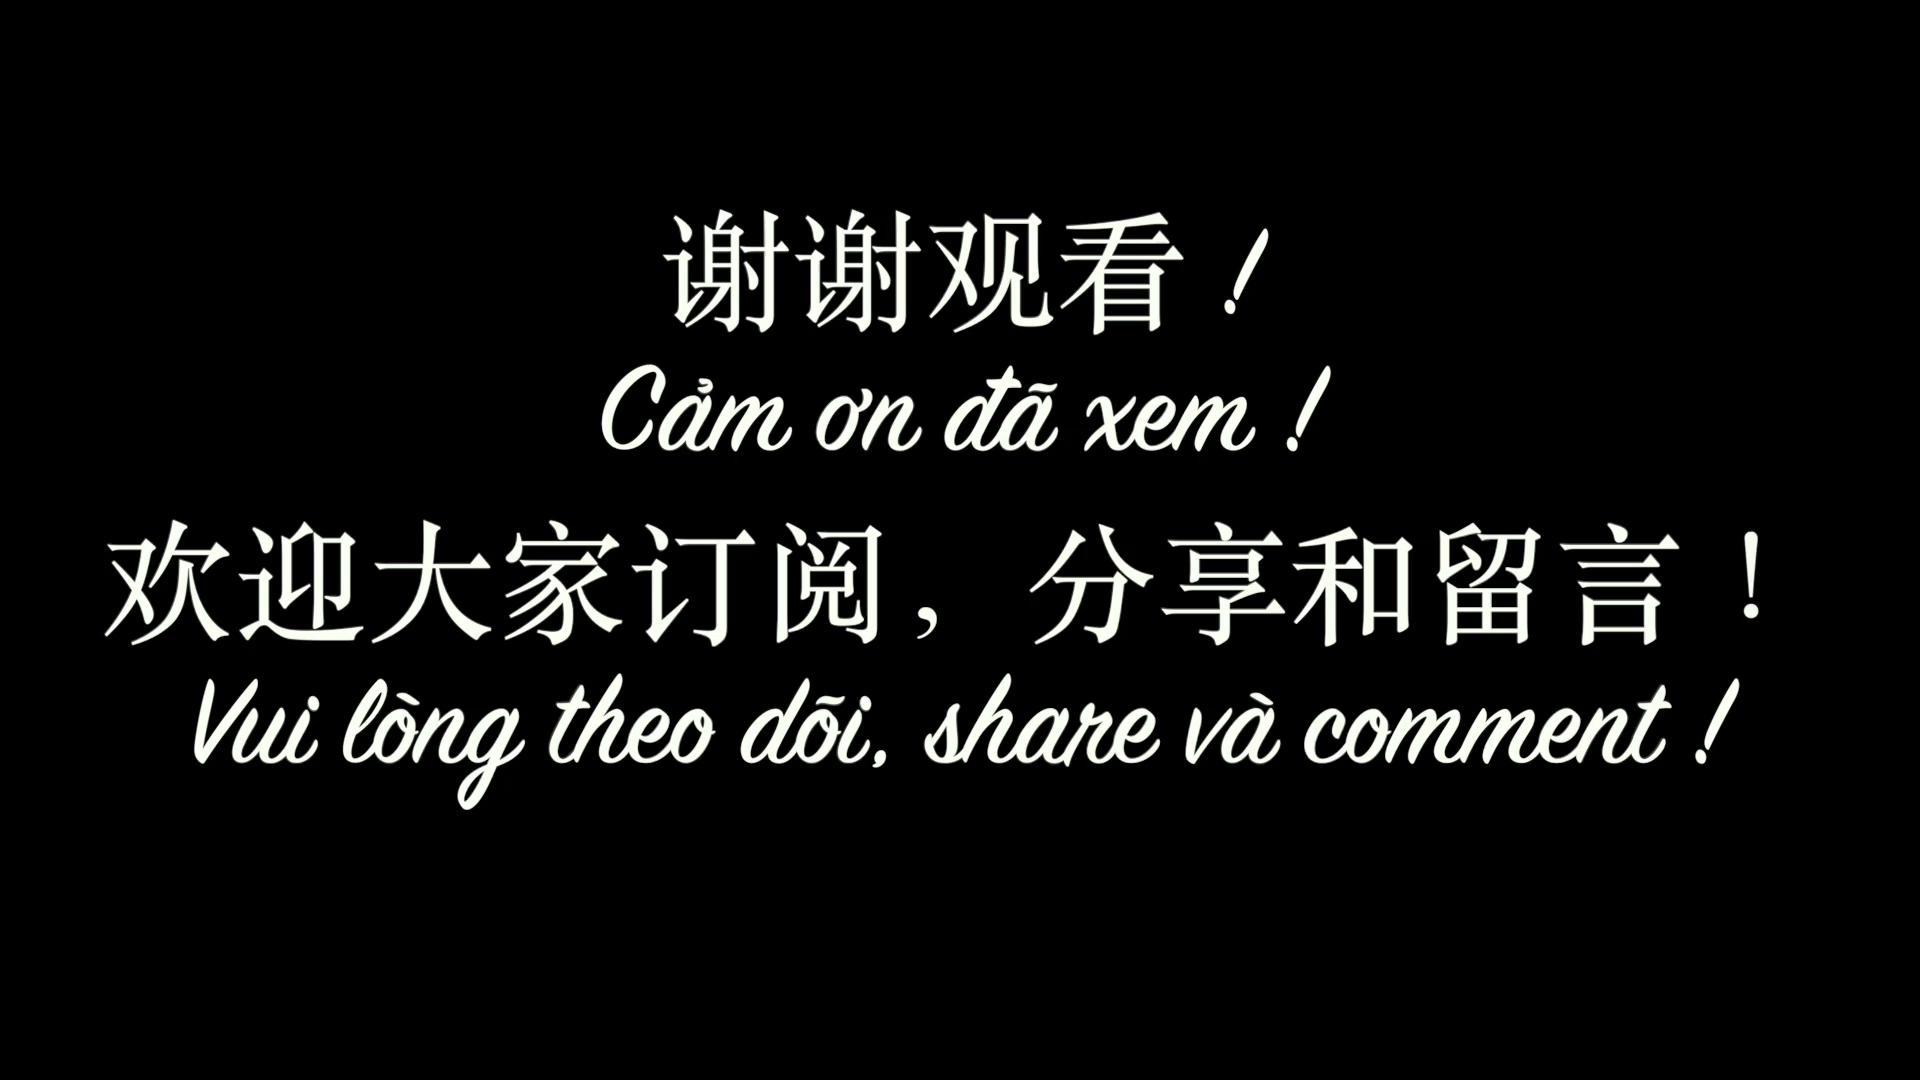 谢谢观看!
Cảm ơn đã xem !
欢迎大家订阅，分享和留言！
Vui lòng theo dõi, share và comment !